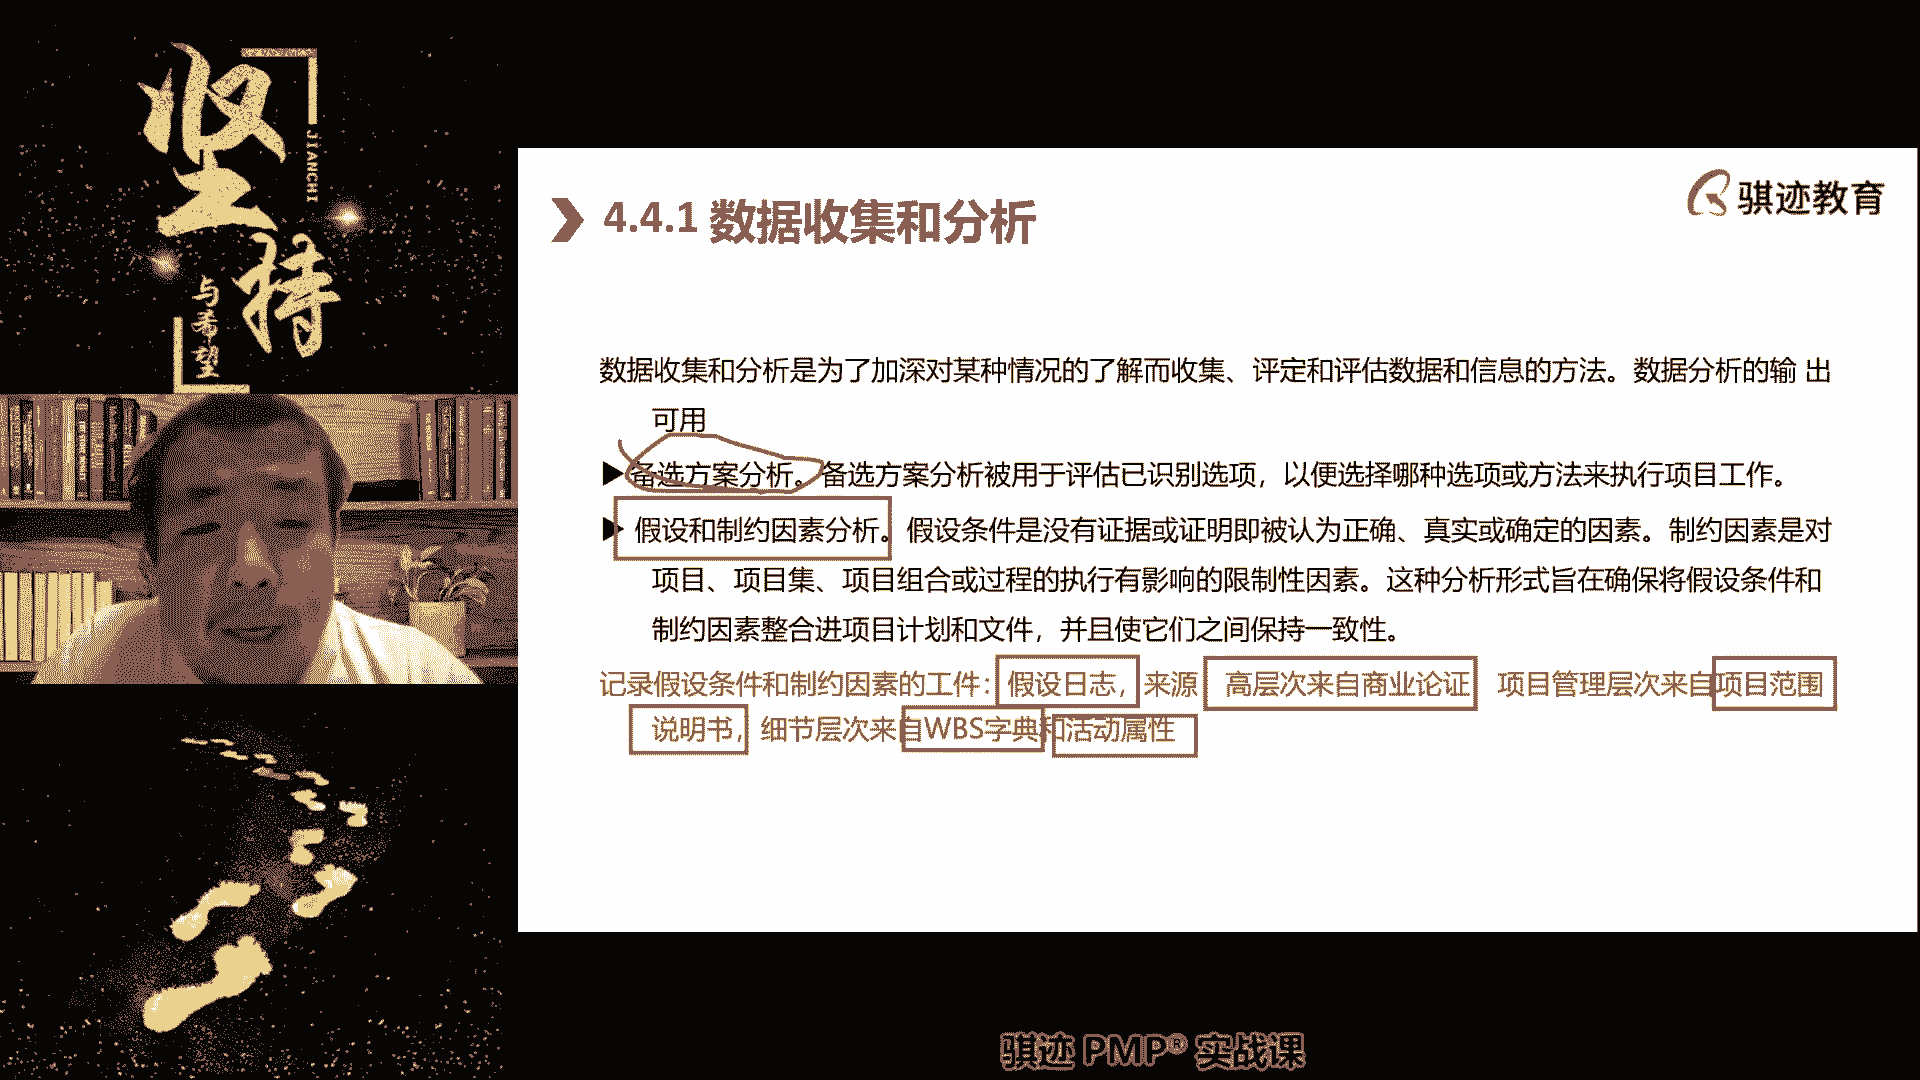 坚持
JIANCHI
与希望
4.4.1 数据收集和分析
骐迹教育
数据收集和分析是为了加深对某种情况的了解而收集、评定和评估数据和信息的方法。数据分析的输 出
可用
备选方案分析。备选方案分析被用于评估已识别选项，以便选择哪种选项或方法来执行项目工作。
假设和制约因素分析。假设条件是没有证据或证明即被认为正确、真实或确定的因素。制约因素是对
项目、项目集、项目组合或过程的执行有影响的限制性因素。这种分析形式旨在确保将假设条件和
制约因素整合进项目计划和文件，并且使它们之间保持一致性。
记录假设条件和制约因素的工件：假设日志，来源 高层次来自商业论证 项目管理层次来自项目范围
说明书，细节层次来自WBS字典和活动属性
骐迹 PMP® 实战课